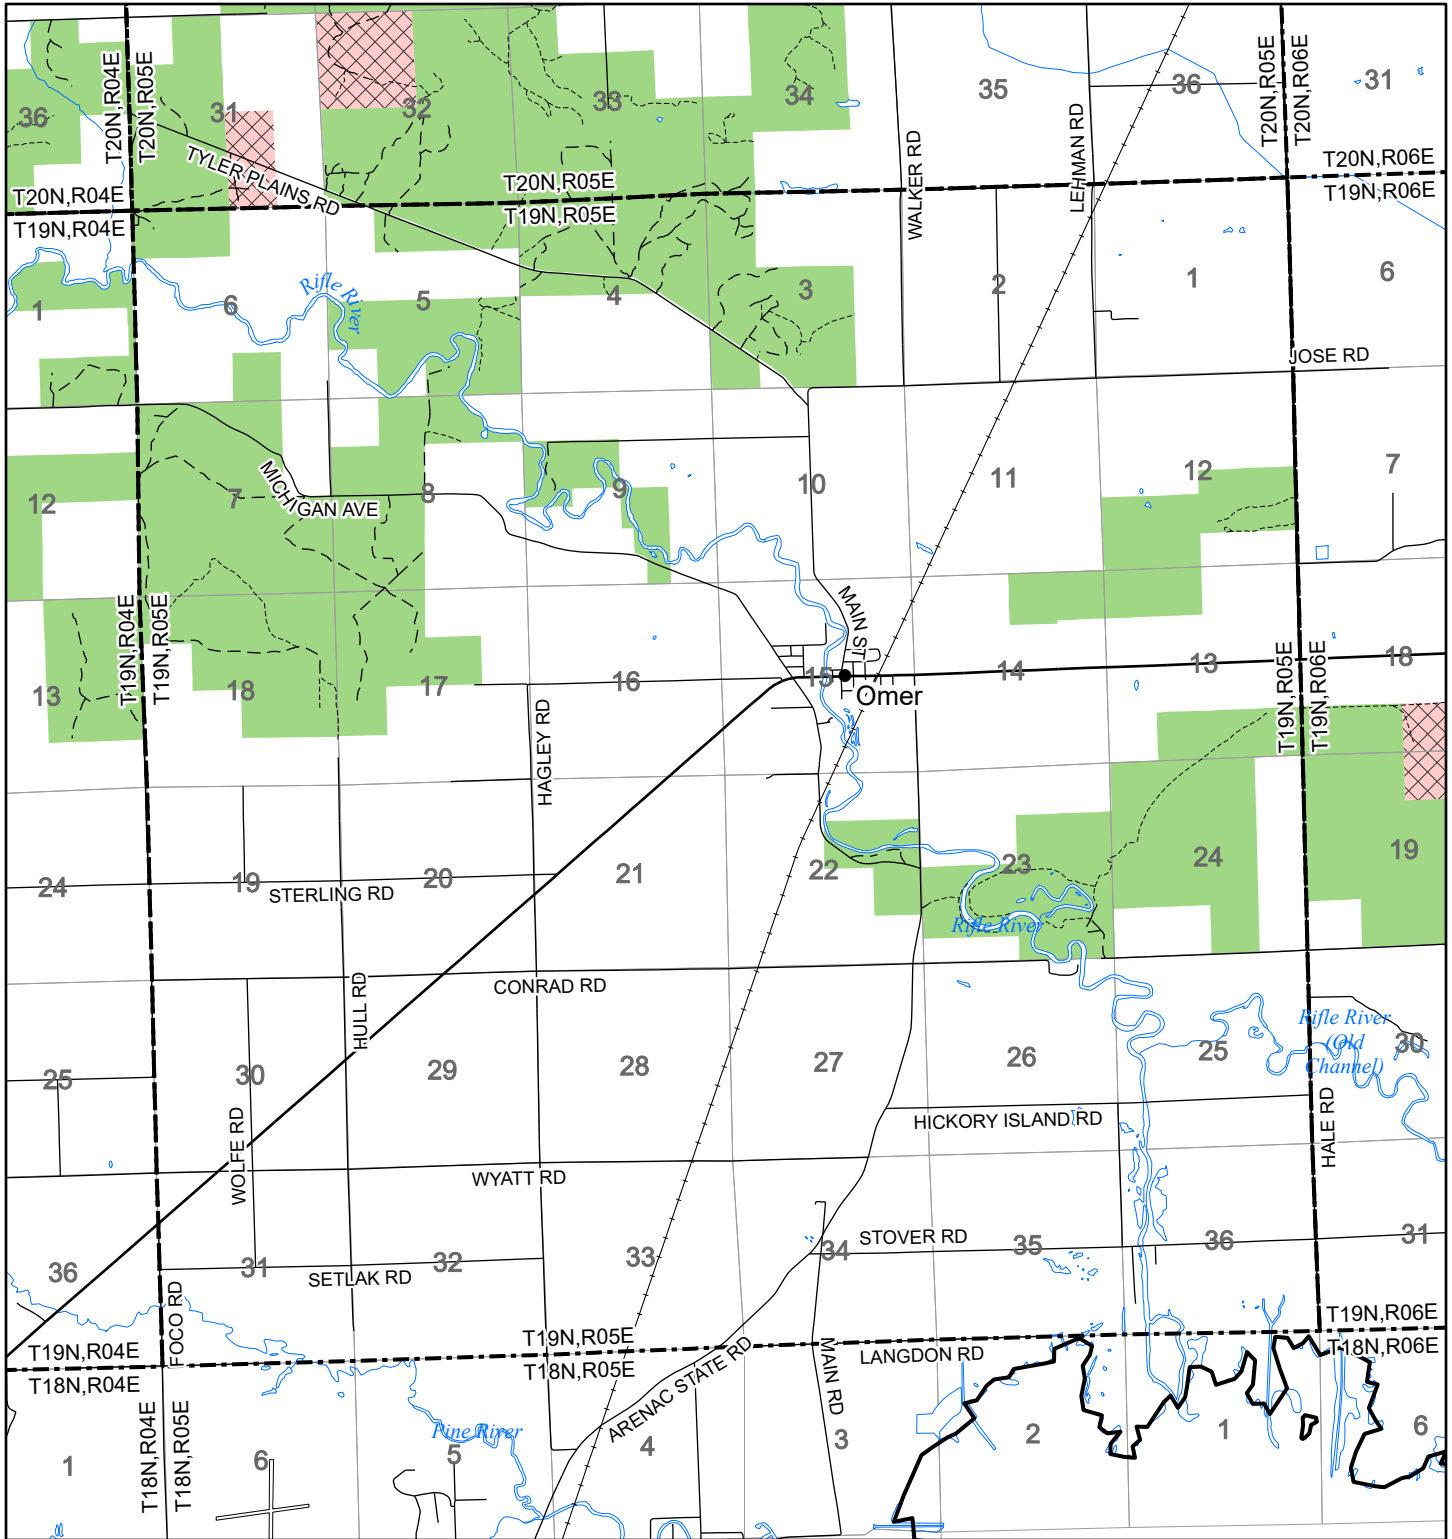 36
31
32
33
34
35
36
31
T20N,R04E
T20N,R05E
T20N,R05E
T20N,R06E
TYLER PLAINS RD
WALKER RD
LEHMAN RD
T20N,R04E
T19N,R04E
T20N,R05E
T19N,R05E
T20N,R06E
T19N,R06E
Rifle River
1
6
5
4
3
2
1
6
JOSE RD
12
7
8
9
10
11
12
7
MICHIGAN AVE
MAIN ST
T19N,R04E
T19N,R05E
T19N,R05E
T19N,R06E
13
18
17
16
15
14
13
18
Omer
HAGLEY RD
24
19
20
21
22
23
24
19
STERLING RD
Rifle River
CONRAD RD
HULL RD
25
30
29
28
27
26
25
30
Rifle River
(Old
Channel)
HICKORY ISLAND RD
WOLFE RD
HALE RD
WYATT RD
STOVER RD
36
31
32
33
34
35
36
31
SETLAK RD
FOCO RD
T19N,R04E
T18N,R04E
T19N,R05E
T18N,R05E
T19N,R06E
T18N,R06E
ARENAC STATE RD
MAIN RD
LANGDON RD
T18N,R04E
T18N,R05E
Pine River
1
6
5
4
3
2
1
6